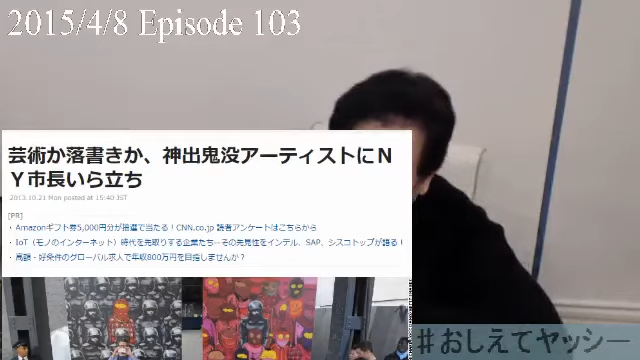 2015/4/8 Episode 103
芸術か落書きか、神出鬼没アーティストにN
Y市長いら立ち
2013.10.21 Mon posted at 15:40 JST
[PR]
・Amazonギフト券5,000円分が抽選で当たる!CNN.co.jp 読者アンケートはこちらから
・IoT(モノのインターネット)時代を先取りする企業たち―その先見性をインテル、SAP、シスコトップが語る!
・高額・好条件のグローバル求人で年収800万円を目指しませんか?
#おしえてヤッシー